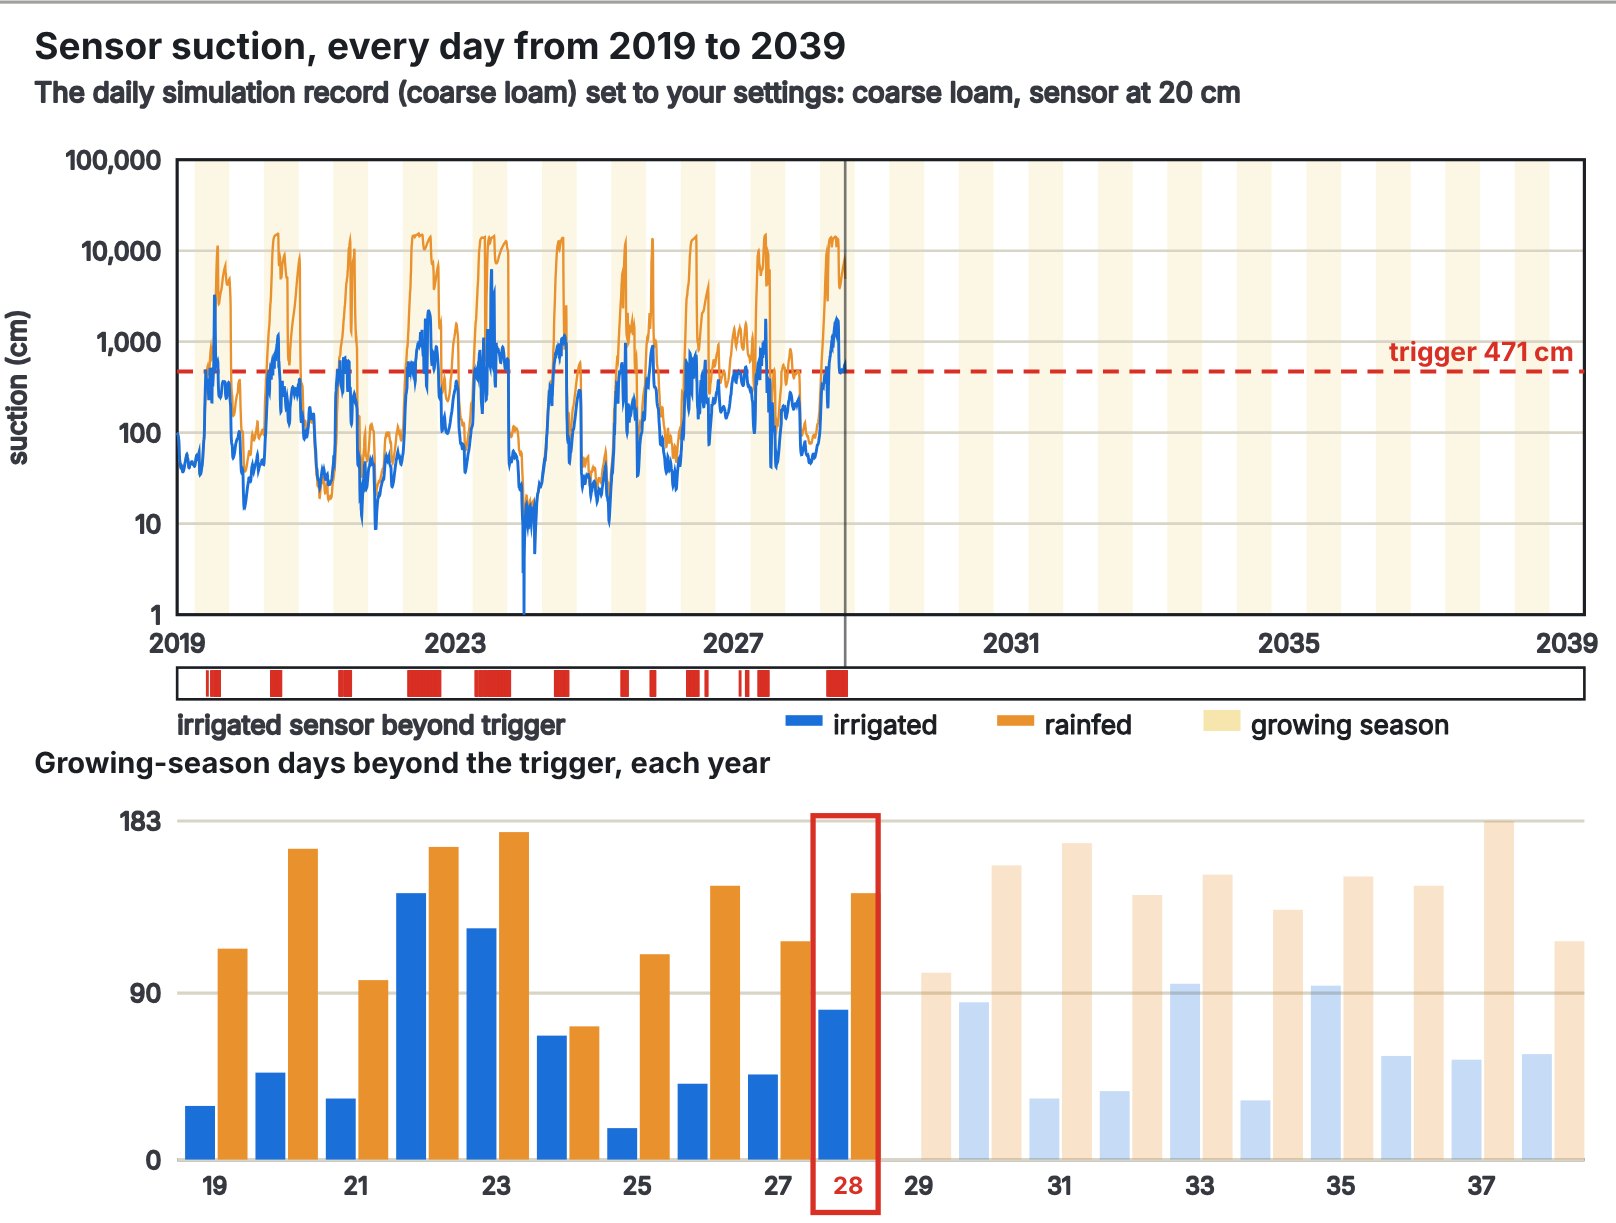 Sensor suction, every day from 2019 to 2039
The daily simulation record (coarse loam) set to your settings: coarse loam, sensor at 20 cm
suction (cm)
100,000
10,000
1,000
100
10
1
trigger 471 cm
2019 2023 2027 2031 2035 2039
irrigated sensor beyond trigger
irrigated rainfed growing season
Growing-season days beyond the trigger, each year
183
90
0
19 21 23 25 27 28 29 31 33 35 37